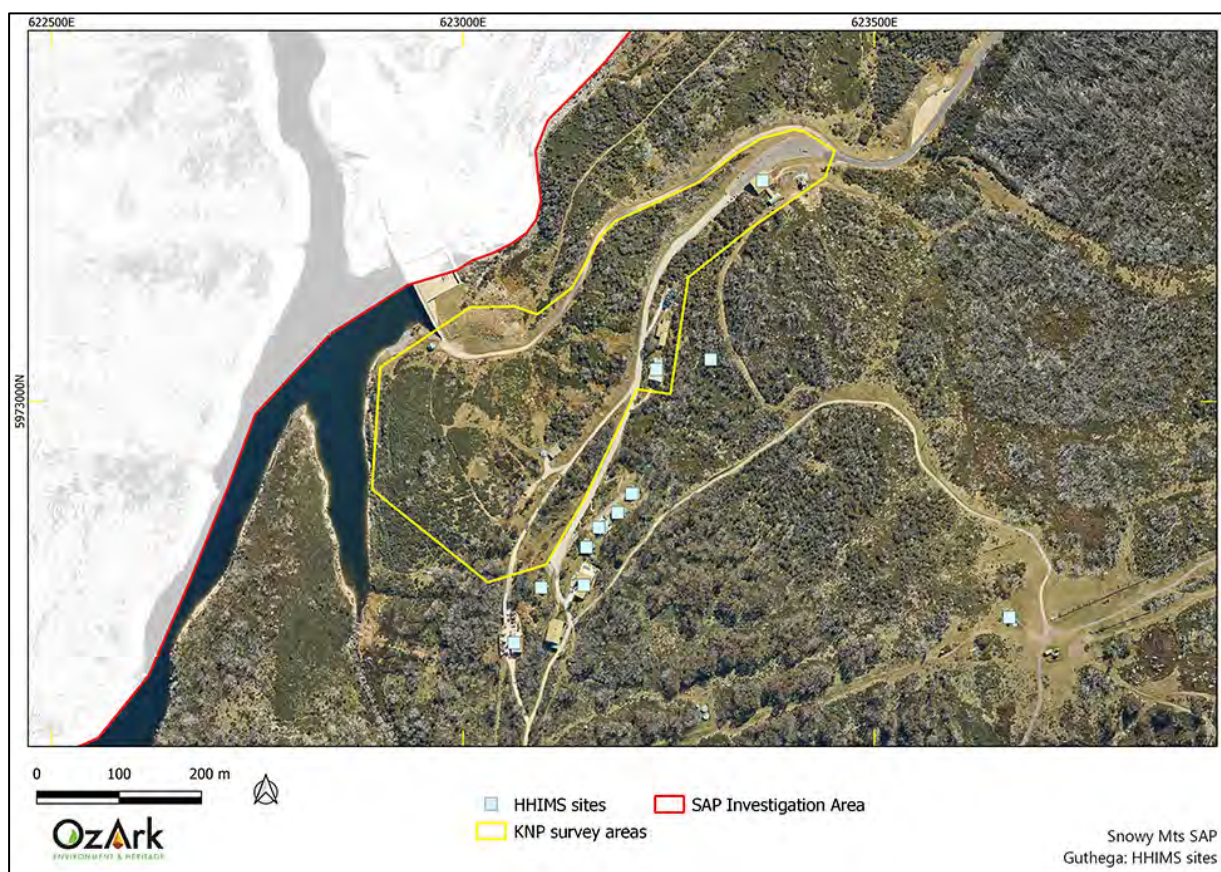 622500E
623000E
623500E
5973000N
0 100 200 m
HHIMS sites
SAP Investigation Area
KNP survey areas
OzArk
ENVIRONMENT & HERITAGE
Snowy Mts SAP
Guthega: HHIMS sites